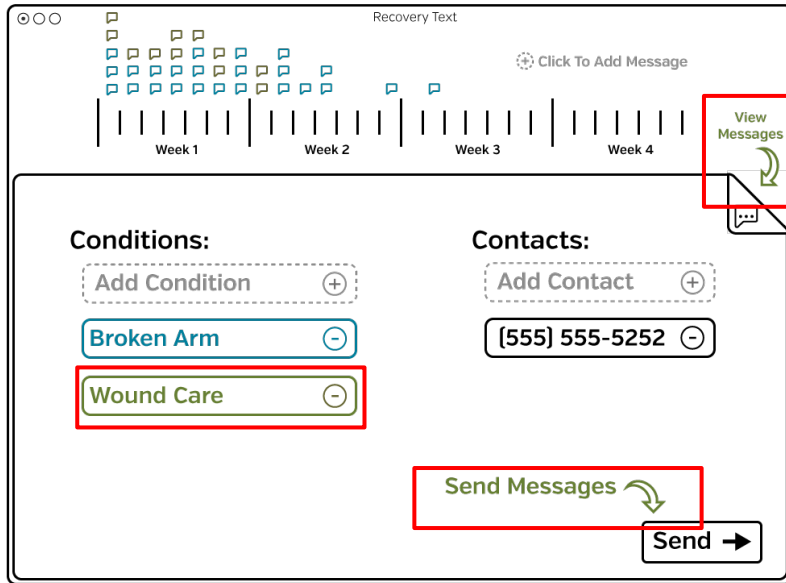 Recovery Text
Click To Add Message
View
Messages
Week 1
Week 2
Week 3
Week 4
Conditions:
Contacts:
Add Condition
Add Contact
Broken Arm
(555) 555-5252
Wound Care
Send Messages
Send